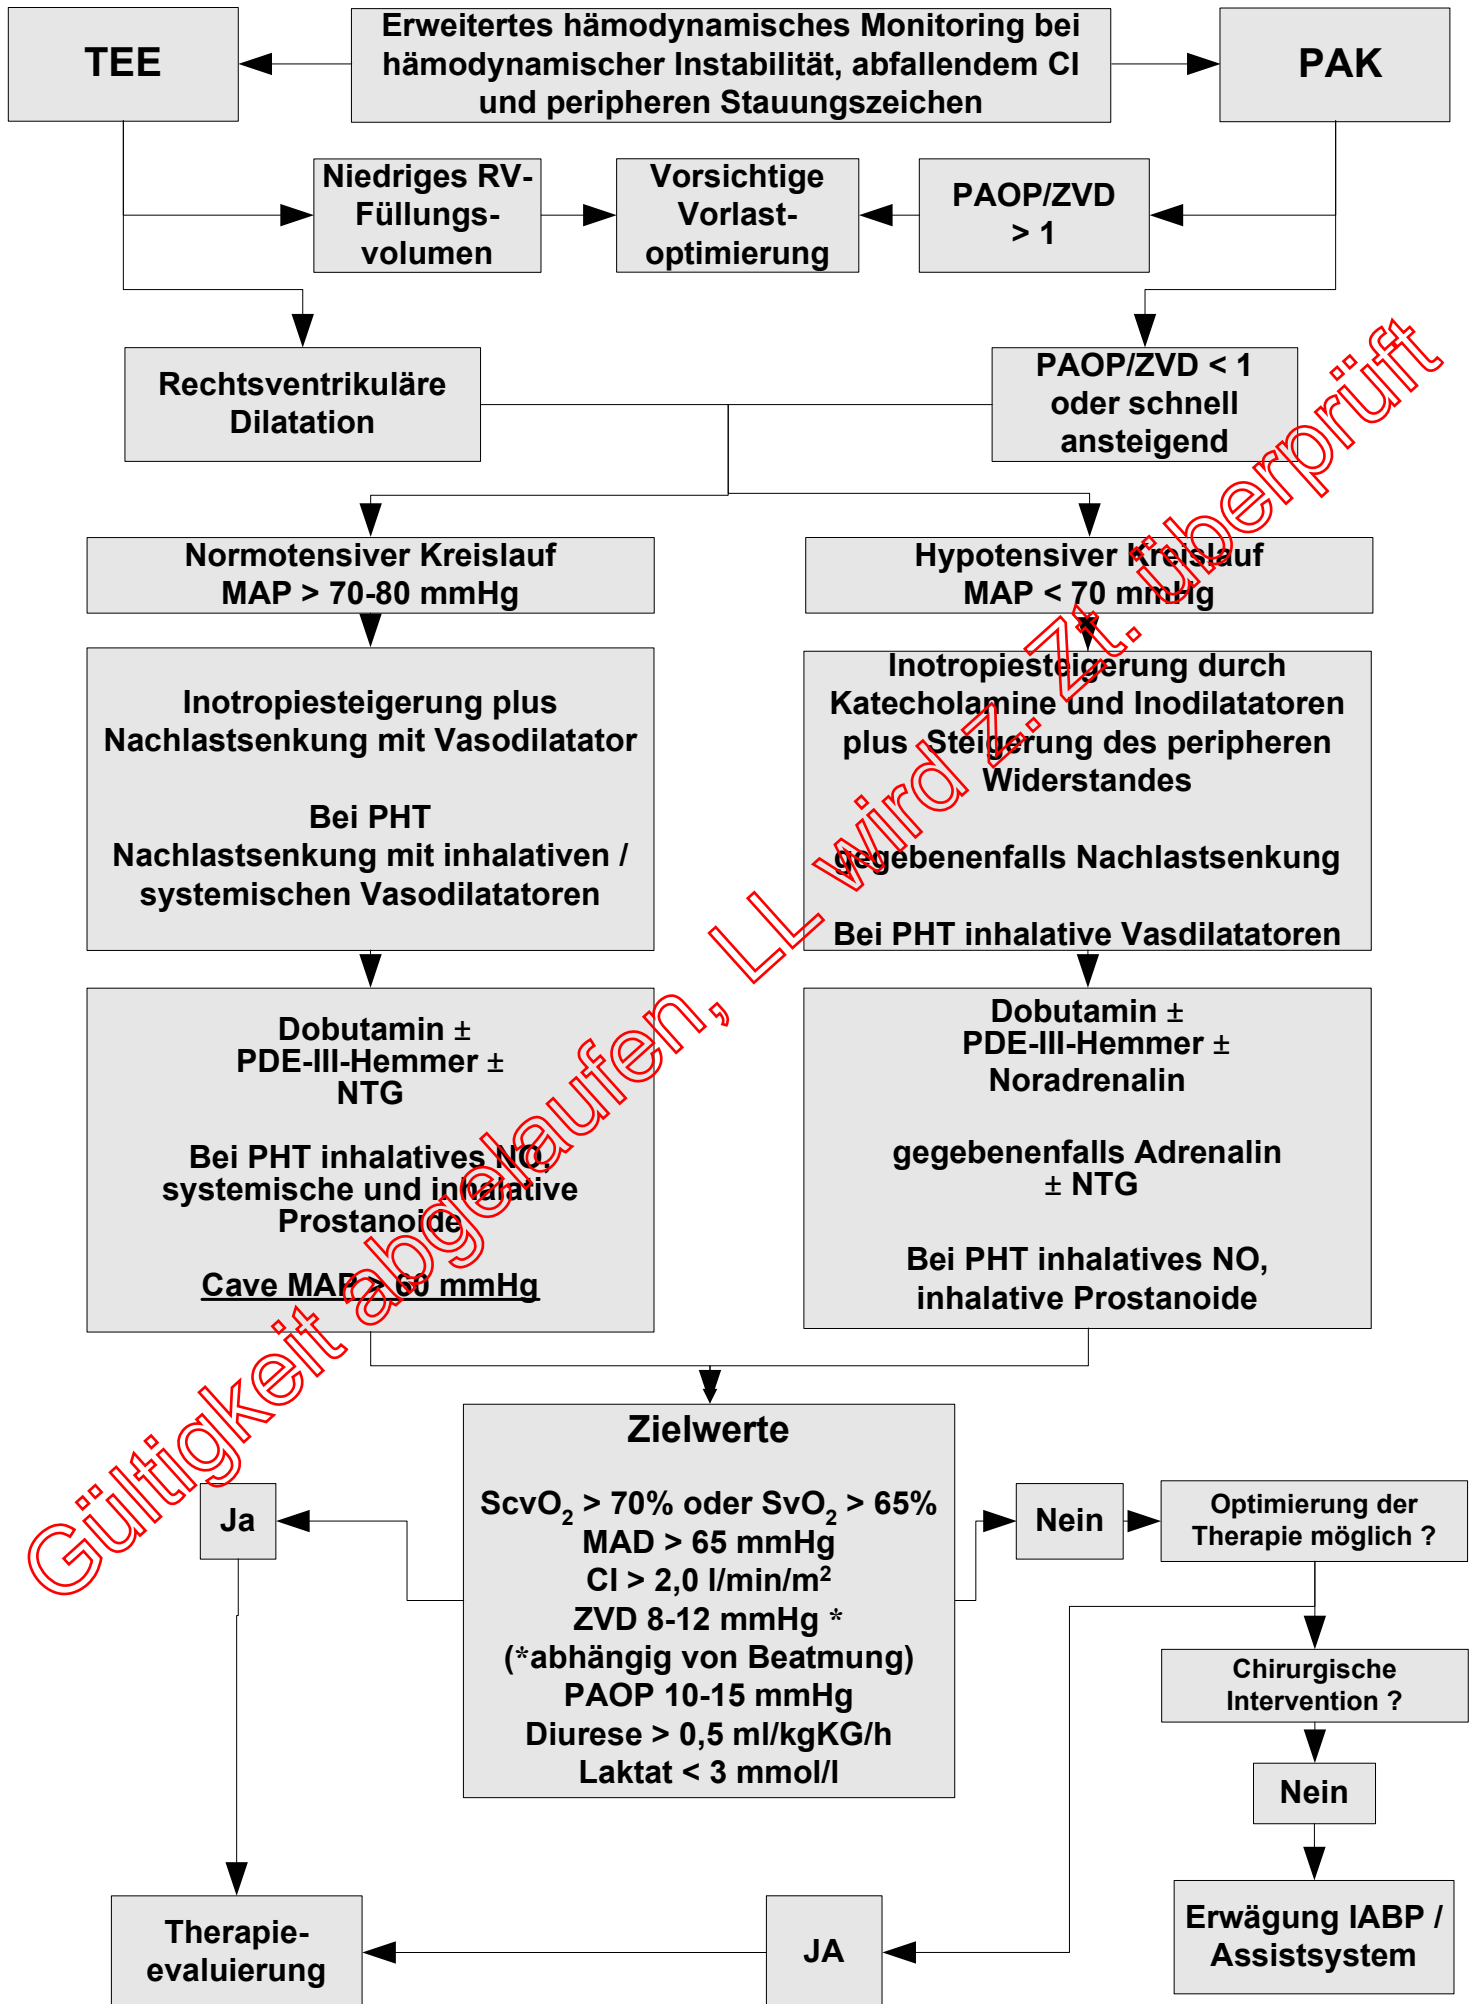 TEE
Erweitertes hämodynamisches Monitoring bei
hämodynamischer Instabilität, abfallendem CI
und peripheren Stauungszeichen
PAK
Niedriges RV-
Füllungs-
volumen
Vorsichtige
Vorlast-
optimierung
PAOP/ZVD
> 1
Rechtsventrikuläre
Dilatation
PAOP/ZVD < 1
oder schnell
ansteigend
Normotensiver Kreislauf
MAP > 70-80 mmHg
Hypotensiver Kreislauf
MAP < 70 mmHg
Inotropiesteigerung plus
Nachlastsenkung mit Vasodilatator
Bei PHT
Nachlastsenkung mit inhalativen /
systemischen Vasodilatatoren
Inotropiesteigerung durch
Katecholamine und Inodilatatoren
plus Steigerung des peripheren
Widerstandes
gegebenenfalls Nachlastsenkung
Bei PHT inhalative Vasdilatatoren
Dobutamin ±
PDE-III-Hemmer ±
NTG
Bei PHT inhalatives NO,
systemische und inhalative
Prostanoide
Cave MAP > 60 mmHg
Dobutamin ±
PDE-III-Hemmer ±
Noradrenalin
gegebenenfalls Adrenalin
± NTG
Bei PHT inhalatives NO,
inhalative Prostanoide
Zielwerte
ScvO₂ > 70% oder SvO₂ > 65%
MAD > 65 mmHg
CI > 2,0 l/min/m²
ZVD 8-12 mmHg *
(*abhängig von Beatmung)
PAOP 10-15 mmHg
Diurese > 0,5 ml/kgKG/h
Laktat < 3 mmol/l
Ja
Nein
Optimierung der
Therapie möglich ?
Chirurgische
Intervention ?
Nein
Erwägung IABP /
Assistsystem
JA
Therapie-
evaluierung
Gültigkeit abgelaufen, LL wird z. Zt. überprüft